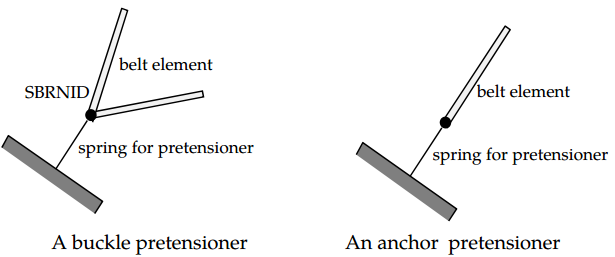 belt element
SBRNID
spring for pretensioner
A buckle pretensioner
belt element
spring for pretensioner
An anchor pretensioner